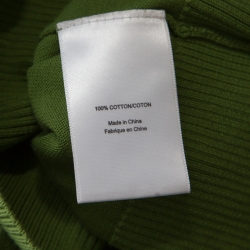 100% COTTON/COTON
Made in China
Fabriqué en Chine